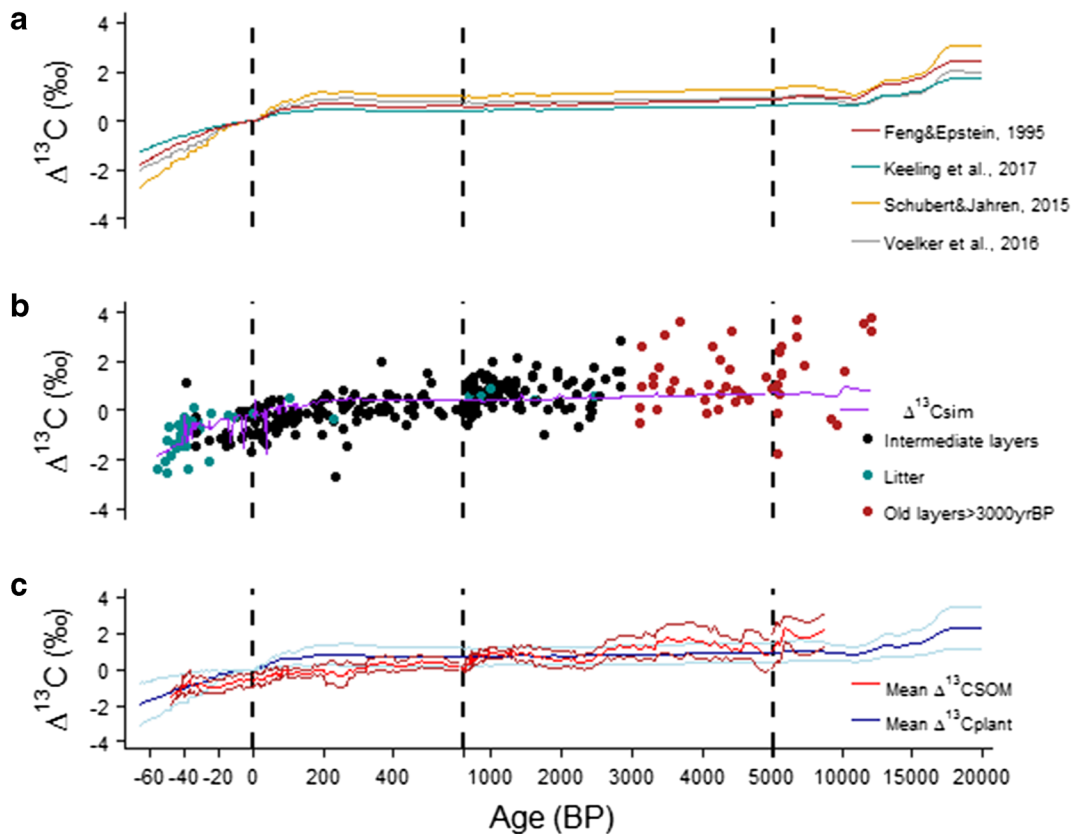 a
4
2
0
-2
-4
Δ13C (‰)
Feng&Epstein, 1995
Keeling et al., 2017
Schubert&Jahren, 2015
Voelker et al., 2016
b
4
2
0
-2
-4
Δ13C (‰)
Δ13Csim
Intermediate layers
Litter
Old layers>3000yrBP
c
4
2
0
-2
-4
Δ13C (‰)
Mean Δ13CSOM
Mean Δ13Cplant
-60 -40 -20 0 200 400 1000 2000 3000 4000 5000 10000 15000 20000
Age (BP)